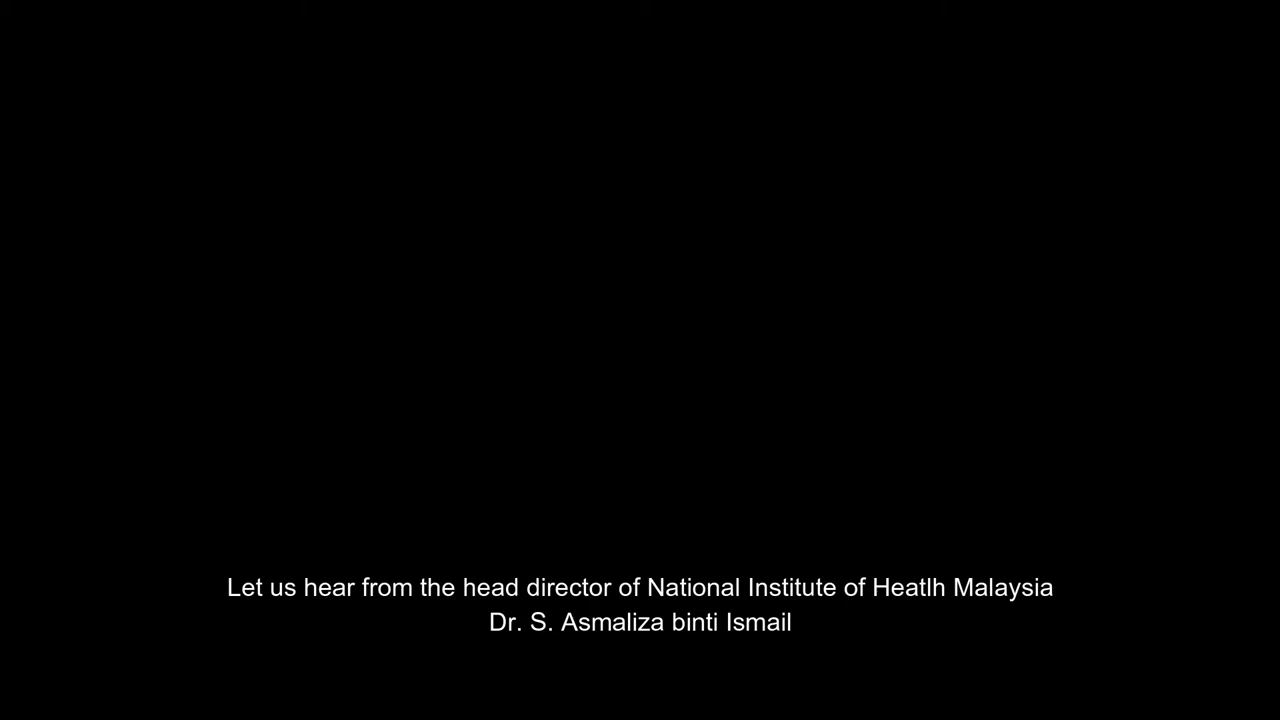 Let us hear from the head director of National Institute of Heatlh Malaysia
Dr. S. Asmaliza binti Ismail